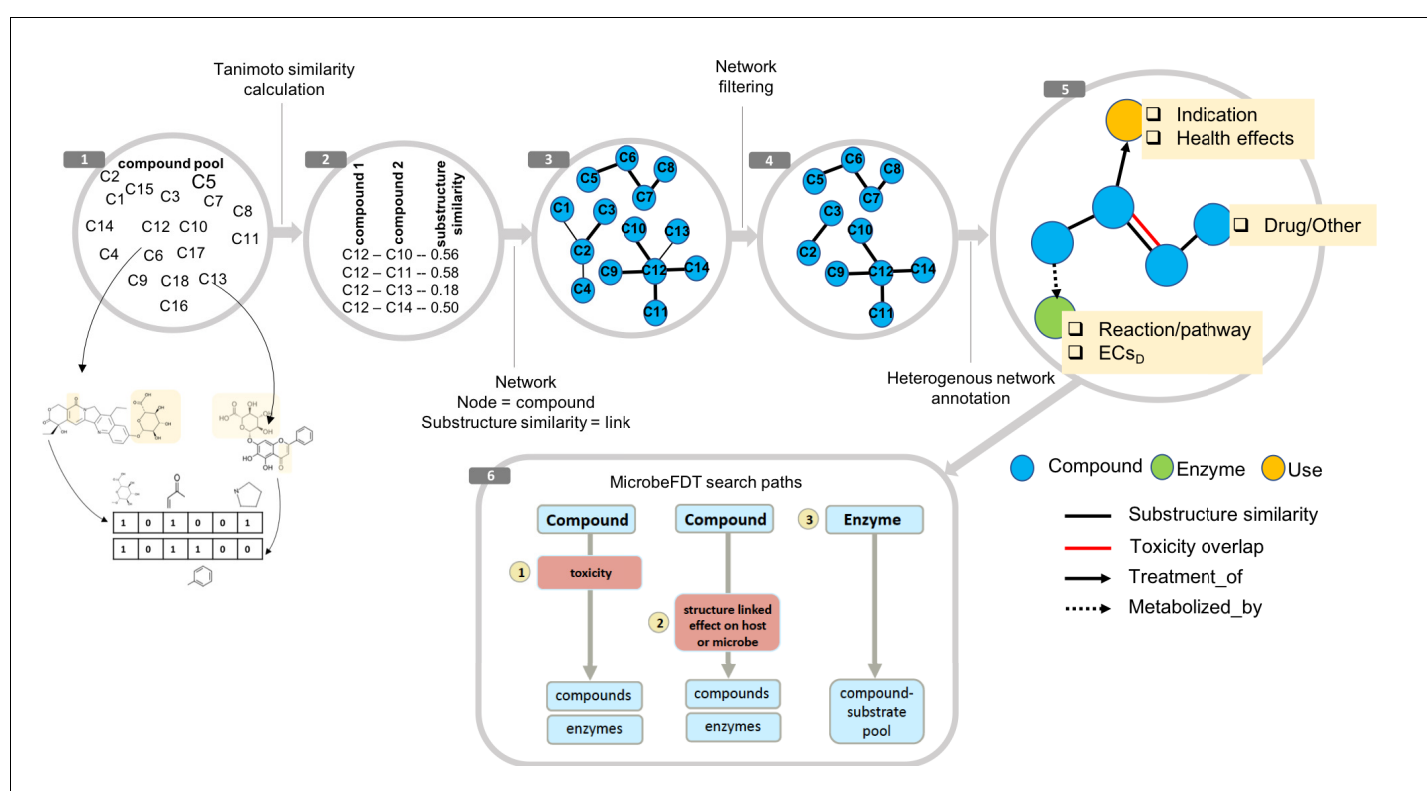 Tanimoto similarity
calculation
Network
filtering
1
compound pool
C2
C15
C3
C5
C1
C7
C8
C14
C12
C10
C11
C4
C6
C17
C9
C18
C13
C16
2
compound 1
compound 2
substructure
similarity
C12 – C10 -- 0.56
C12 – C11 -- 0.58
C12 – C13 -- 0.18
C12 – C14 -- 0.50
3
C6
C5
C8
C7
C1
C3
C10
C13
C2
C9
C12
C14
C4
C11
4
C6
C5
C8
C7
C3
C10
C2
C9
C12
C14
C11
5
❑ Indication
❑ Health effects
❑ Drug/Other
❑ Reaction/pathway
❑ ECsD
Network
Node = compound
Substructure similarity = link
Heterogenous network
annotation
1 0 1 0 0 1
1 0 1 1 0 0
6
MicrobeFDT search paths
Compound
Compound
3
Enzyme
1
toxicity
2
structure linked
effect on host
or microbe
compounds
enzymes
compounds
enzymes
compound-
substrate
pool
Compound
Enzyme
Use
Substructure similarity
Toxicity overlap
Treatment_of
Metabolized_by